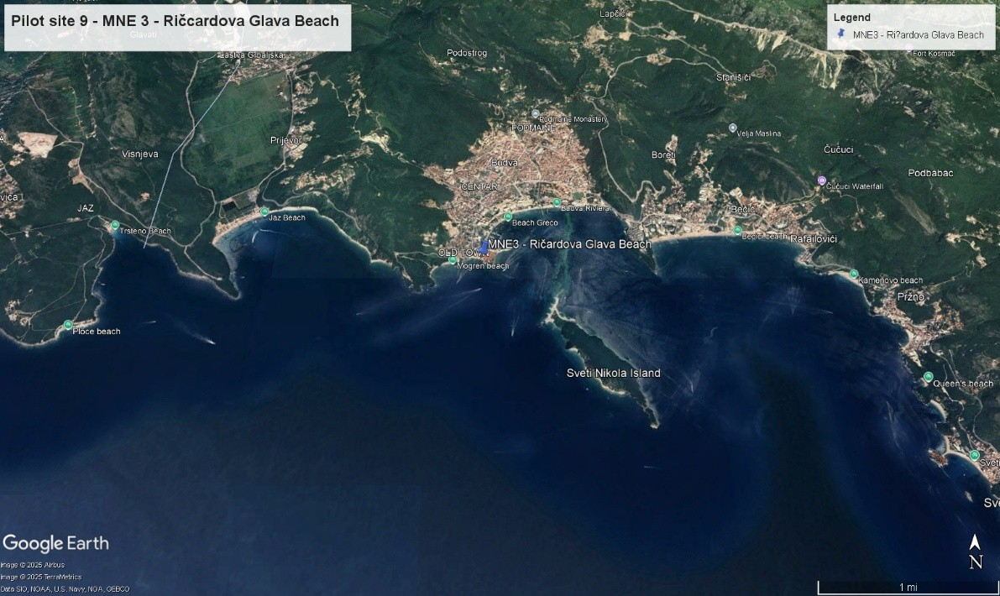 Pilot site 9 - MNE 3 - Riččardova Glava Beach
Legend
MNE3 - Ri?ardova Glava Beach
Glavati
Lapčić
Fort Kosmač
Lastva Grbaljska
Podostrog
Stanišići
Podmaine Monastery
PODMAINE
Velja Maslina
Prijevor
Visnjeva
Budva
Boreti
Čučuci
Podbabac
CENTAR
Čučuci Waterfall
JAZ
Budva Riviera
Bečići
Jaz Beach
Beach Greco
Trsteno Beach
Bečići beach
Rafailovići
MNE3 - Ričardova Glava Beach
OLD TOWN
Mogren beach
Kamenovo beach
Pržno
Ploce beach
Sveti Nikola Island
Queen's beach
Sveti
Sve
Google Earth
Image © 2025 Airbus
Image © 2025 TerraMetrics
Data SIO, NOAA, U.S. Navy, NGA, GEBCO
N
1 mi